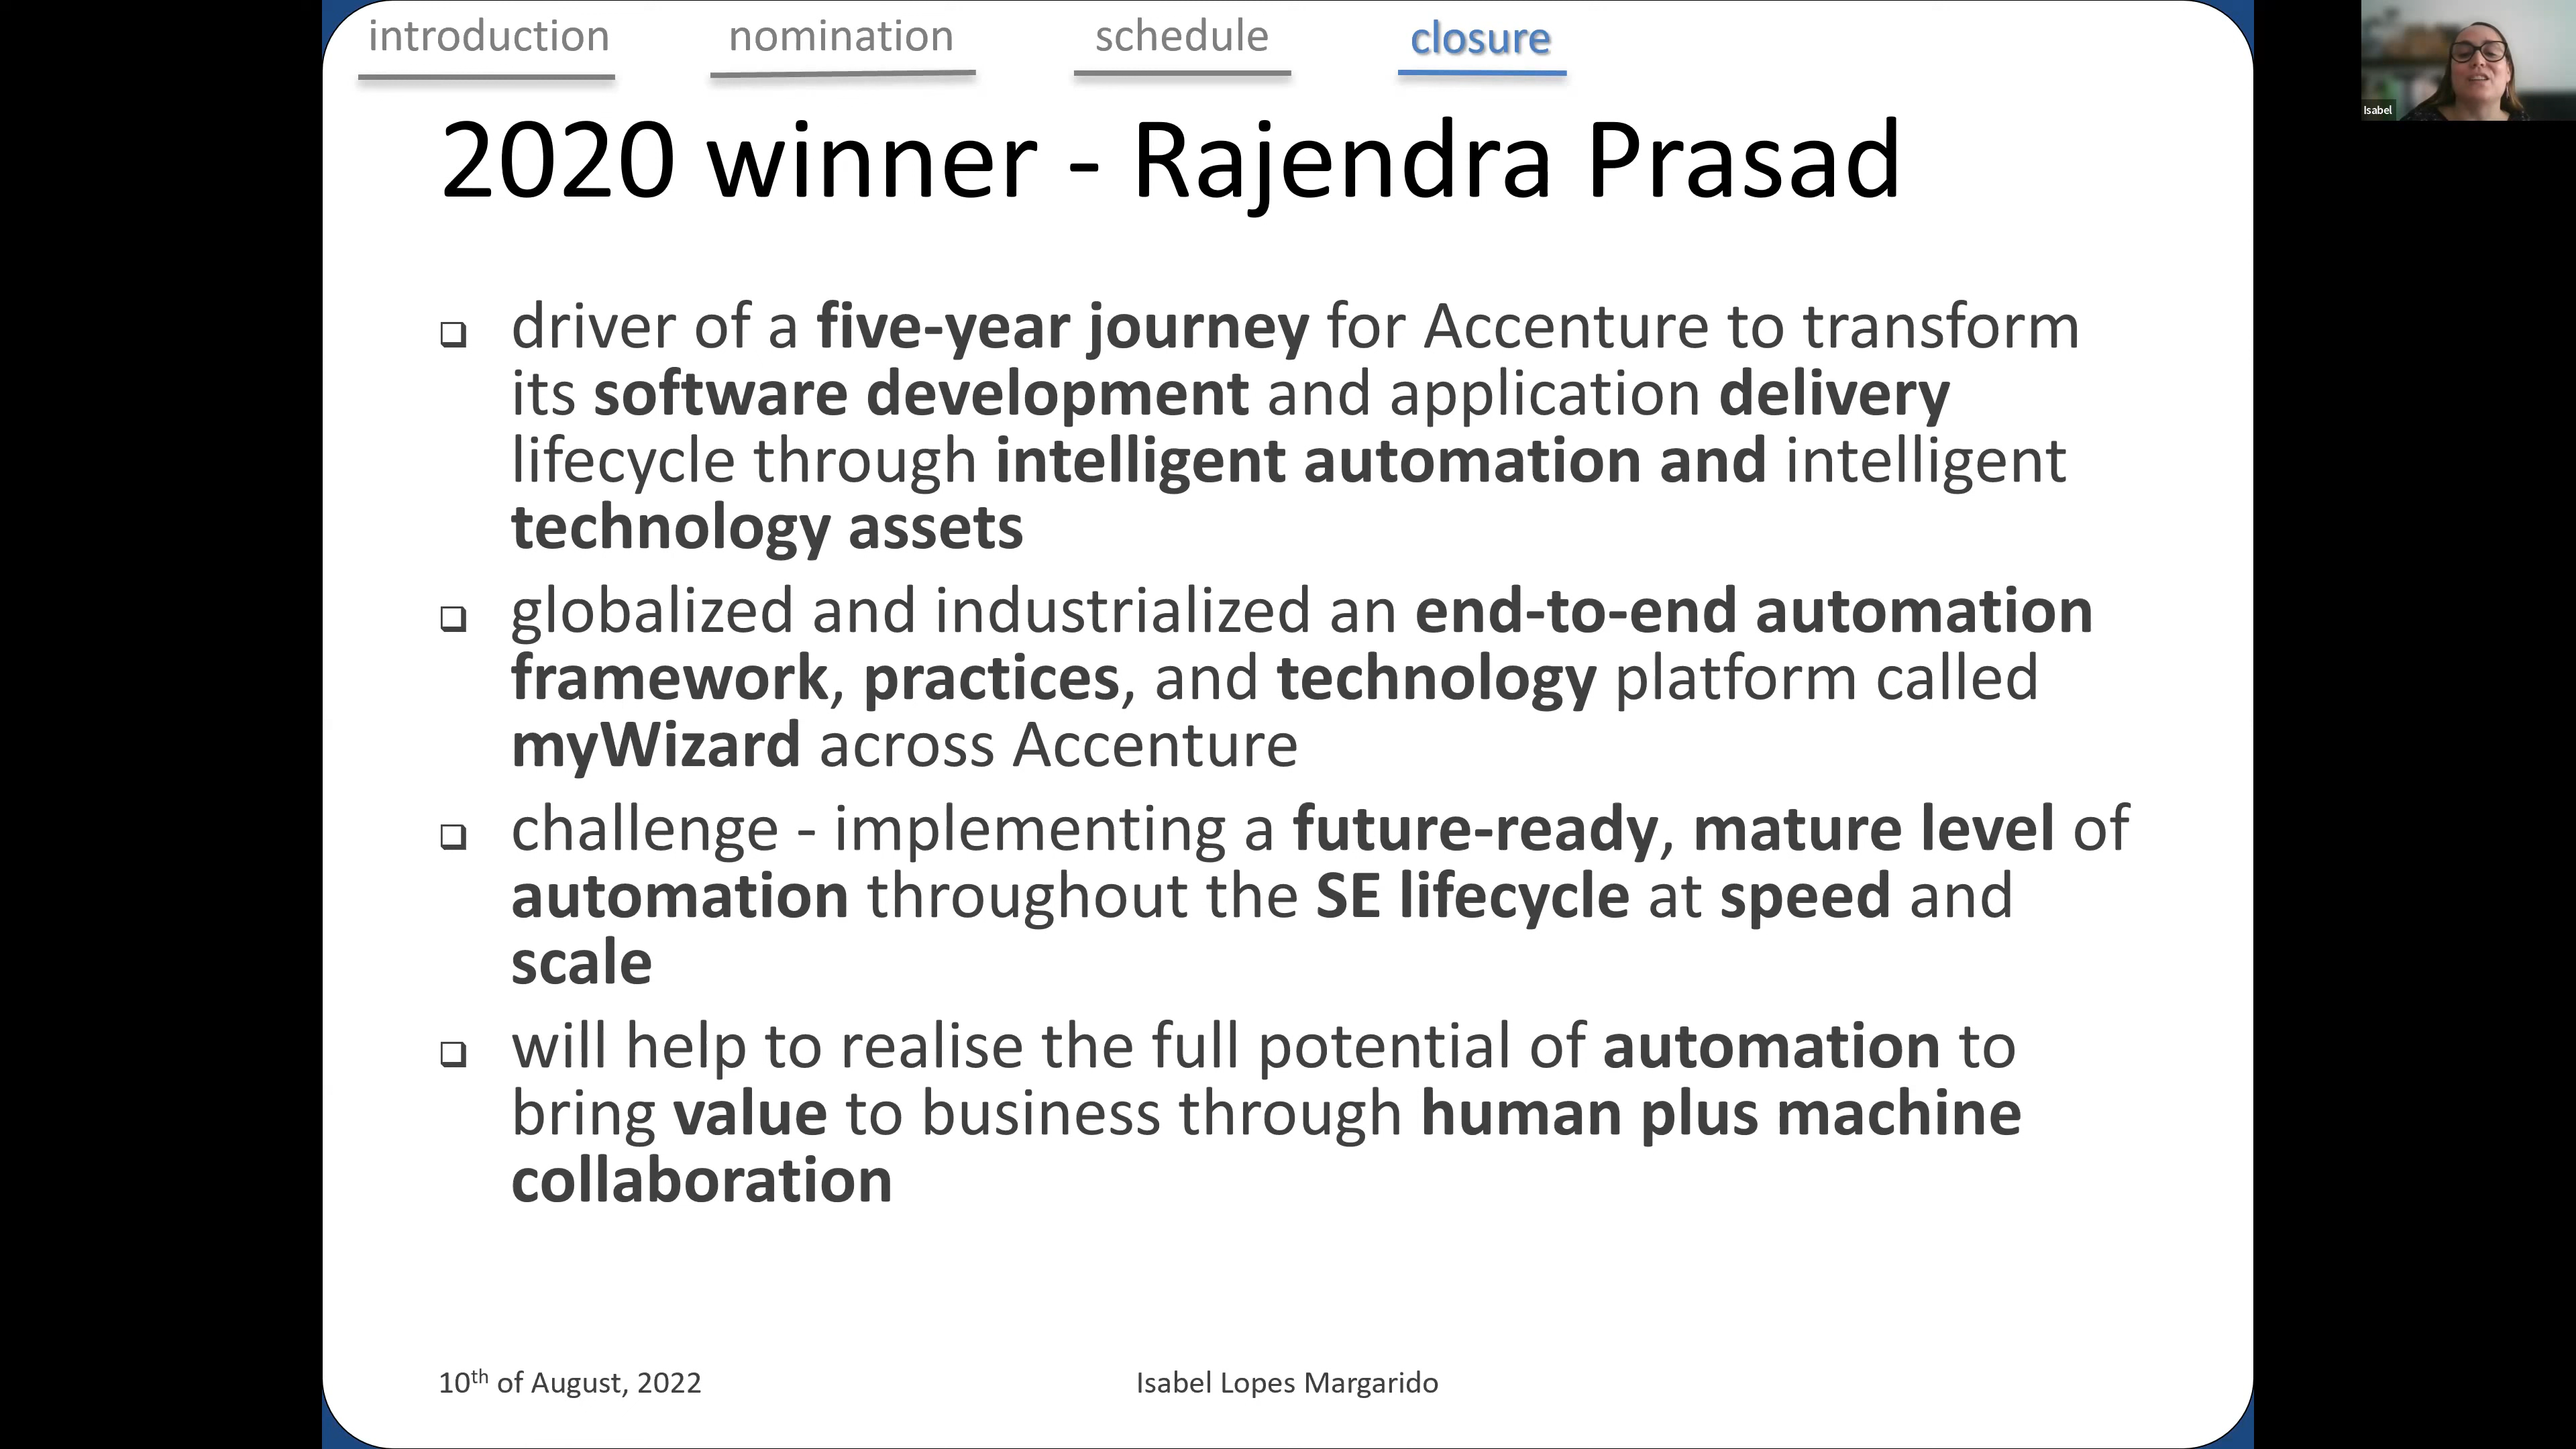 introduction nomination schedule closure
Isabel
2020 winner - Rajendra Prasad
❑ driver of a five-year journey for Accenture to transform
its software development and application delivery
lifecycle through intelligent automation and intelligent
technology assets
❑ globalized and industrialized an end-to-end automation
framework, practices, and technology platform called
myWizard across Accenture
❑ challenge - implementing a future-ready, mature level of
automation throughout the SE lifecycle at speed and
scale
❑ will help to realise the full potential of automation to
bring value to business through human plus machine
collaboration
10th of August, 2022 Isabel Lopes Margarido